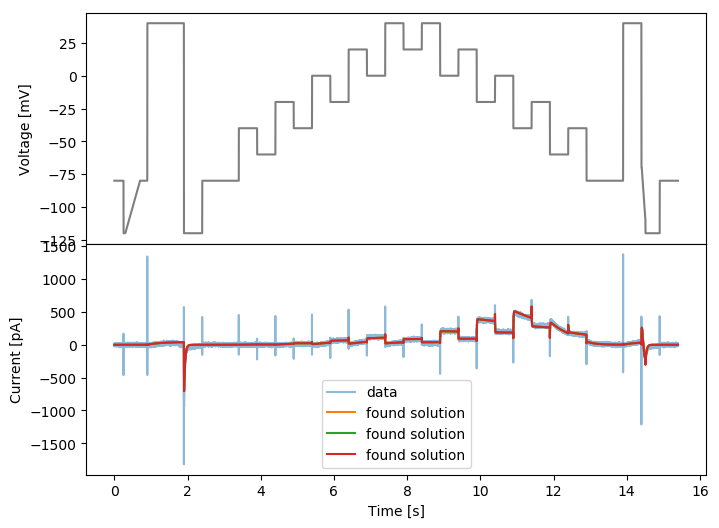 Voltage [mV]
25
0
−25
−50
−75
−100
−125
Current [pA]
1500
1000
500
0
−500
−1000
−1500
data
found solution
found solution
found solution
0 2 4 6 8 10 12 14 16
Time [s]